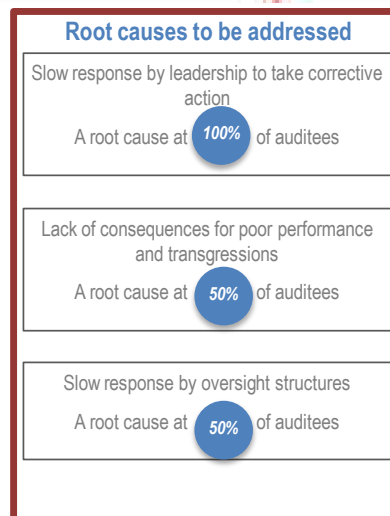 Root causes to be addressed
Slow response by leadership to take corrective
action
A root cause at 100% of auditees
Lack of consequences for poor performance
and transgressions
A root cause at 50% of auditees
Slow response by oversight structures
A root cause at 50% of auditees